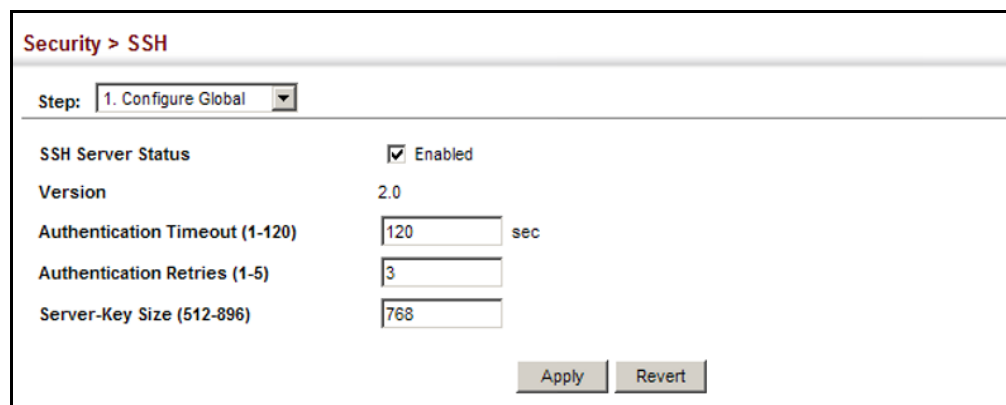 Security > SSH
Step: 1. Configure Global
SSH Server Status Enabled
Version 2.0
Authentication Timeout (1-120) 120 sec
Authentication Retries (1-5) 3
Server-Key Size (512-896) 768
Apply Revert